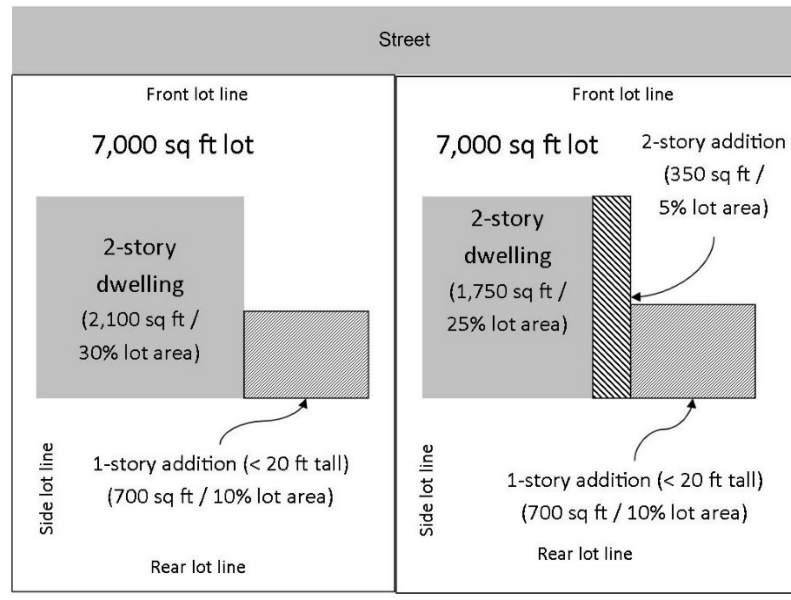 Street
Front lot line
7,000 sq ft lot
2-story
dwelling
(2,100 sq ft /
30% lot area)
1-story addition (< 20 ft tall)
(700 sq ft / 10% lot area)
Side lot line
Rear lot line
Front lot line
7,000 sq ft lot
2-story addition
(350 sq ft /
5% lot area)
2-story
dwelling
(1,750 sq ft /
25% lot area)
1-story addition (< 20 ft tall)
(700 sq ft / 10% lot area)
Side lot line
Rear lot line